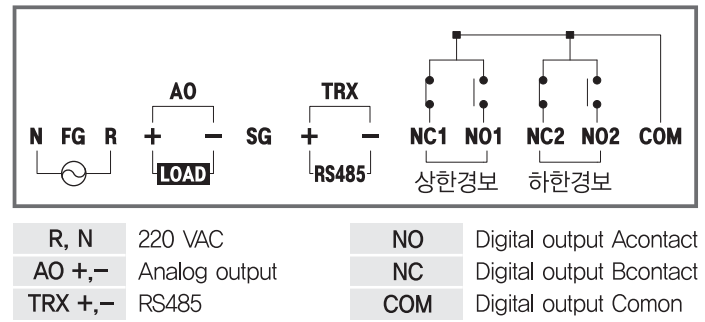 AO TRX
N FG R + − SG + − NC1 NO1 NC2 NO2 COM
LOAD RS485 상한경보 하한경보
R, N 220 VAC NO Digital output Acontact
AO +,− Analog output NC Digital output Bcontact
TRX +,− RS485 COM Digital output Comon